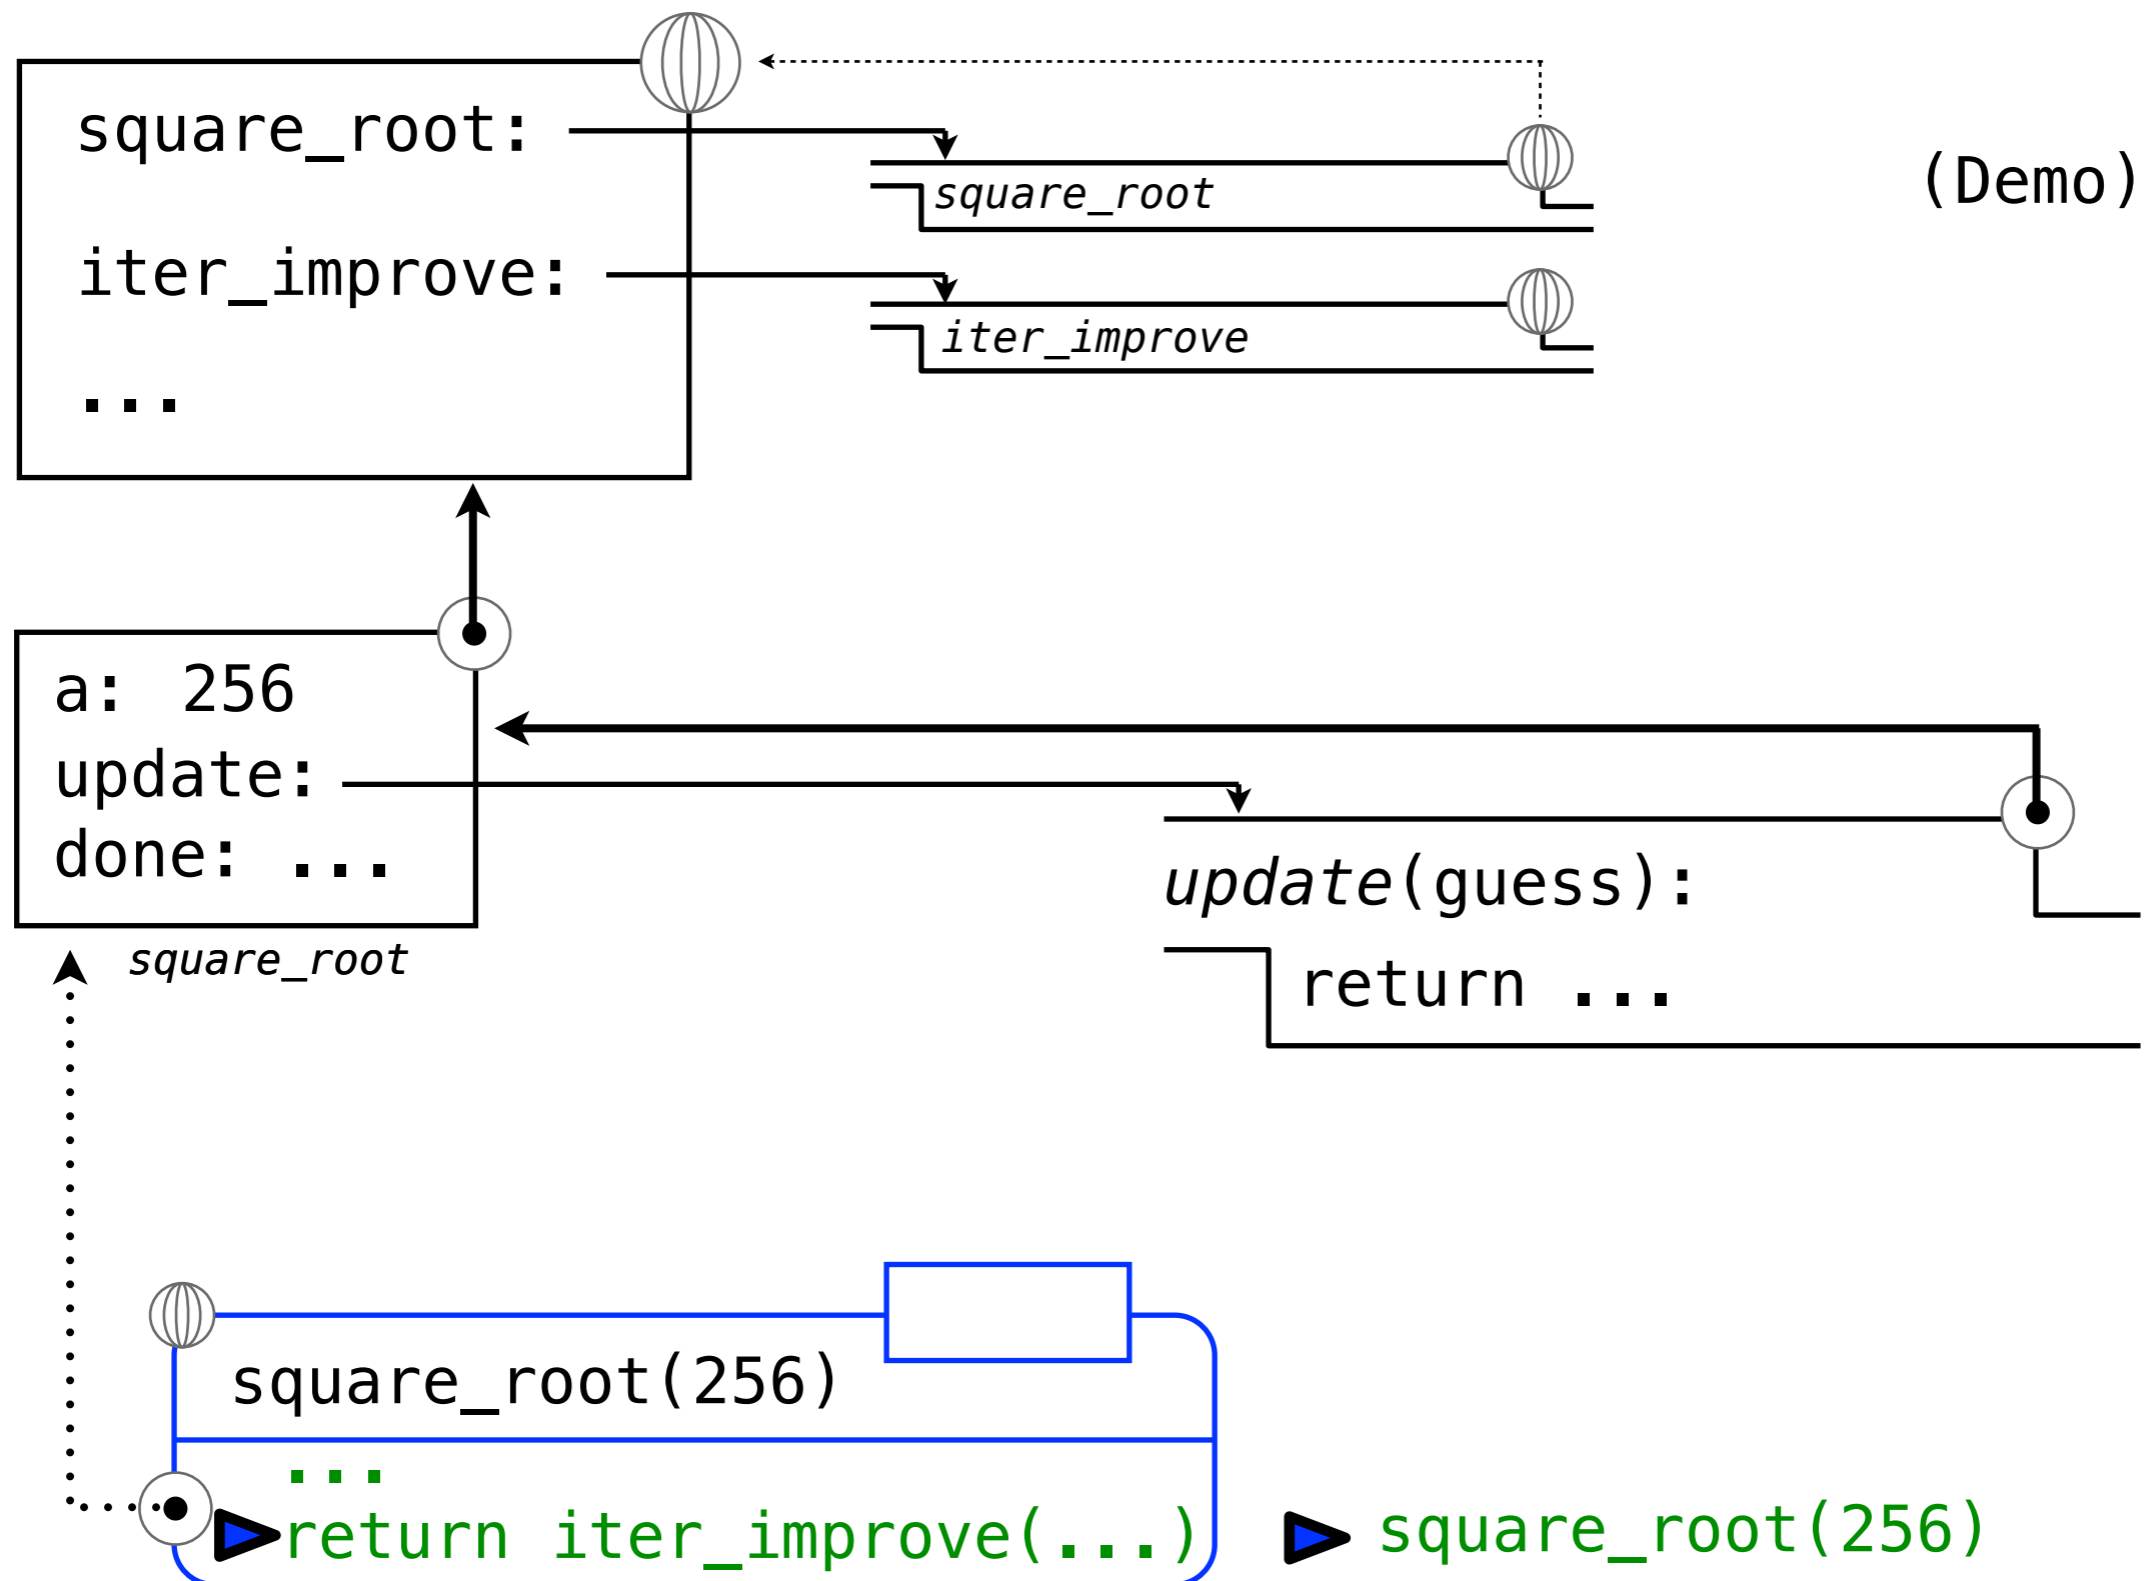 square_root:
square_root
(Demo)
iter_improve:
iter_improve
...
a: 256
update:
done: ...
square_root
update(guess):
return ...
square_root(256)
...
return iter_improve(...)
square_root(256)